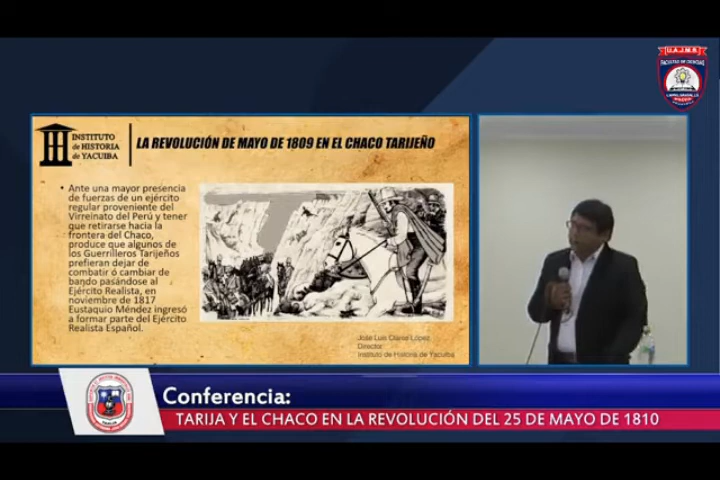 U.A.J.M.S.
FACULTAD DE CIENCIAS
INSTITUTO
de HISTORIA
de YACUIBA
LA REVOLUCIÓN DE MAYO DE 1809 EN EL CHACO TARIJEÑO
• Ante una mayor presencia
de fuerzas de un ejército
regular proveniente del
Virreinato del Perú y tener
que retirarse hacia la
frontera del Chaco,
produce que algunos de
los Guerrilleros Tarijeños
prefieran dejar de
combatir ó cambiar de
bando pasándose al
Ejército Realista, en
noviembre de 1817
Eustaquio Méndez ingresó
a formar parte del Ejército
Realista Español.
José Luis Claros López
Director
Instituto de Historia de Yacuiba
Conferencia:
TARIJA Y EL CHACO EN LA REVOLUCIÓN DEL 25 DE MAYO DE 1810